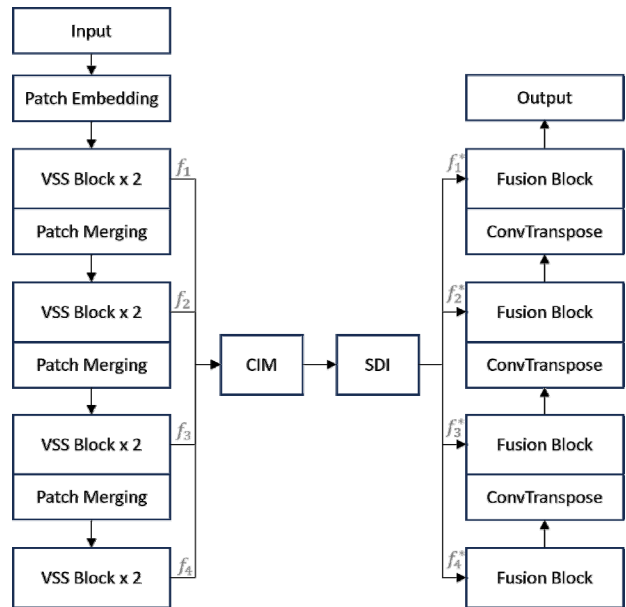 Input
Patch Embedding
VSS Block x 2
f₁
Patch Merging
VSS Block x 2
f₂
Patch Merging
VSS Block x 2
f₃
Patch Merging
VSS Block x 2
f₄
CIM
SDI
Output
f₁*
Fusion Block
ConvTranspose
f₂*
Fusion Block
ConvTranspose
f₃*
Fusion Block
ConvTranspose
f₄*
Fusion Block